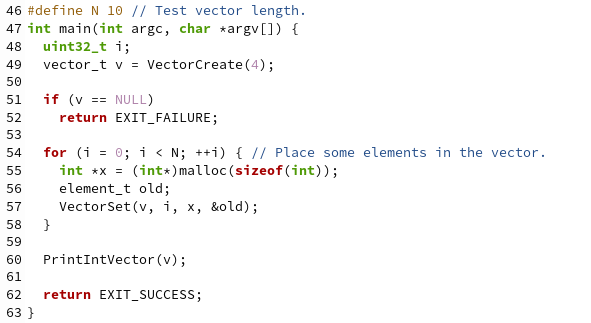 46 #define N 10 // Test vector length.
47 int main(int argc, char *argv[]) {
48   uint32_t i;
49   vector_t v = VectorCreate(4);
50
51   if (v == NULL)
52     return EXIT_FAILURE;
53
54   for (i = 0; i < N; ++i) { // Place some elements in the vector.
55     int *x = (int*)malloc(sizeof(int));
56     element_t old;
57     VectorSet(v, i, x, &old);
58   }
59
60   PrintIntVector(v);
61
62   return EXIT_SUCCESS;
63 }